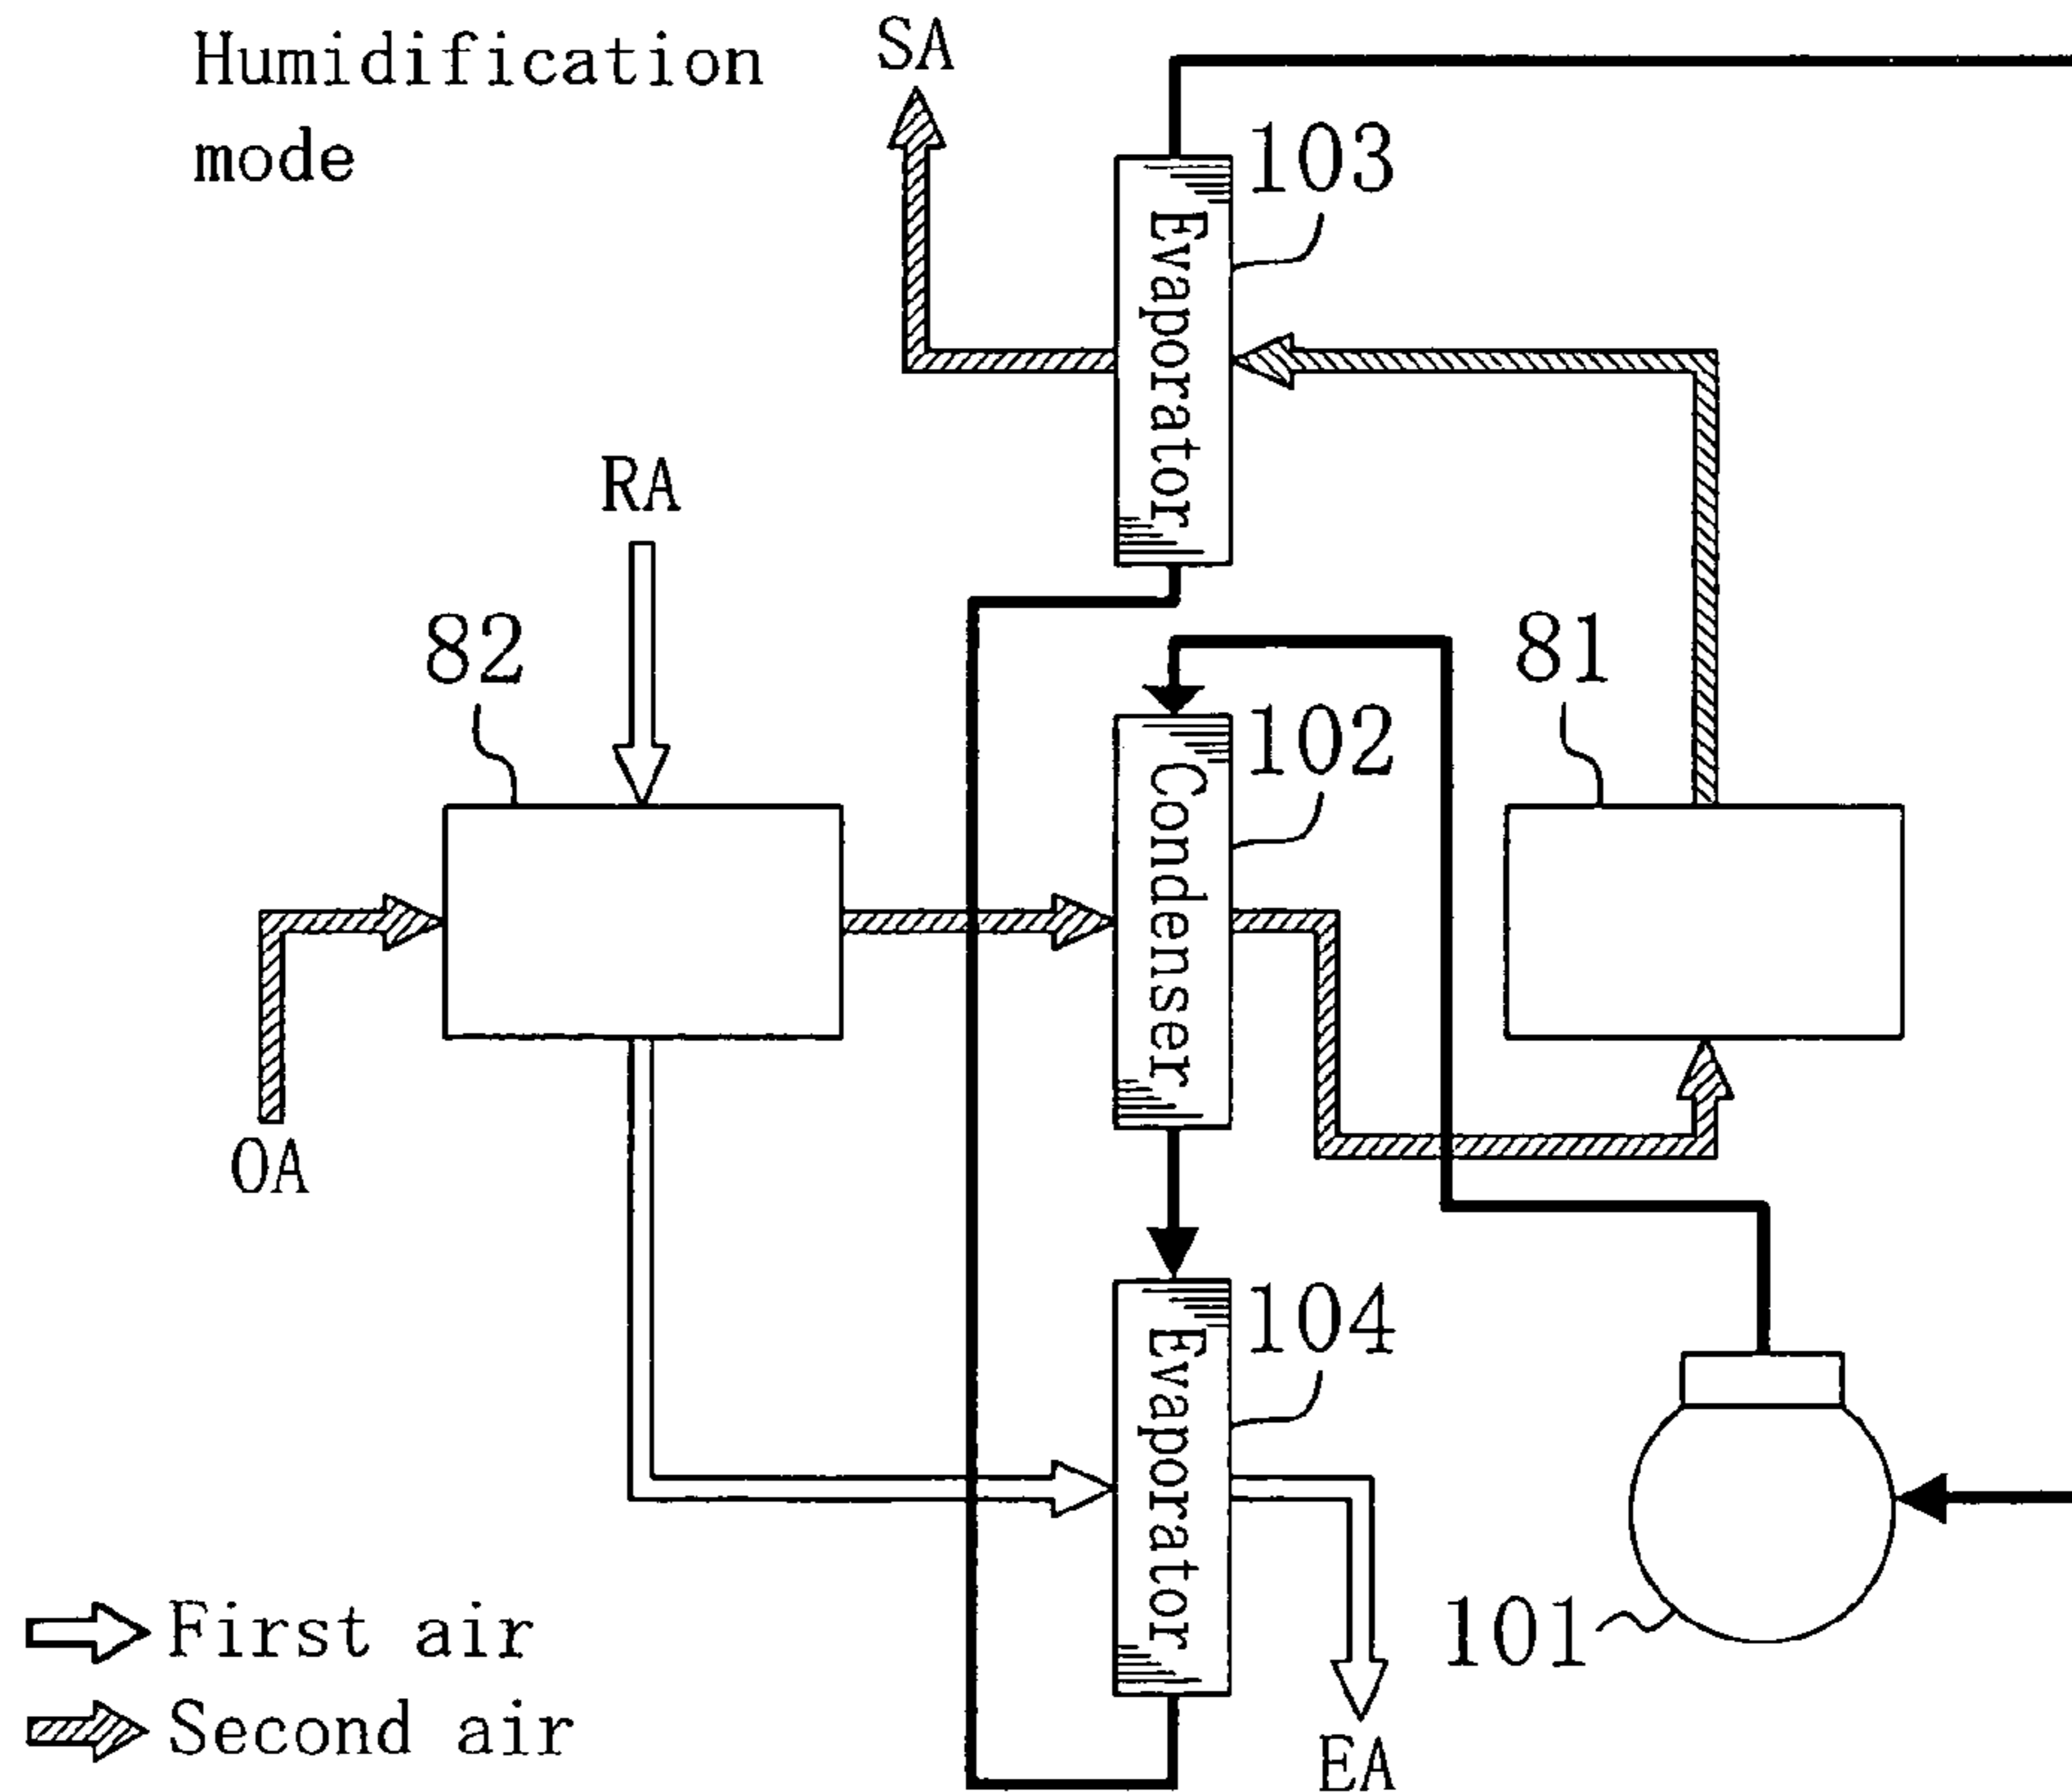 Humidification
mode
SA
103
Evaporator
RA
82
81
102
Condenser
OA
104
Evaporator
101
First air
Second air
EA